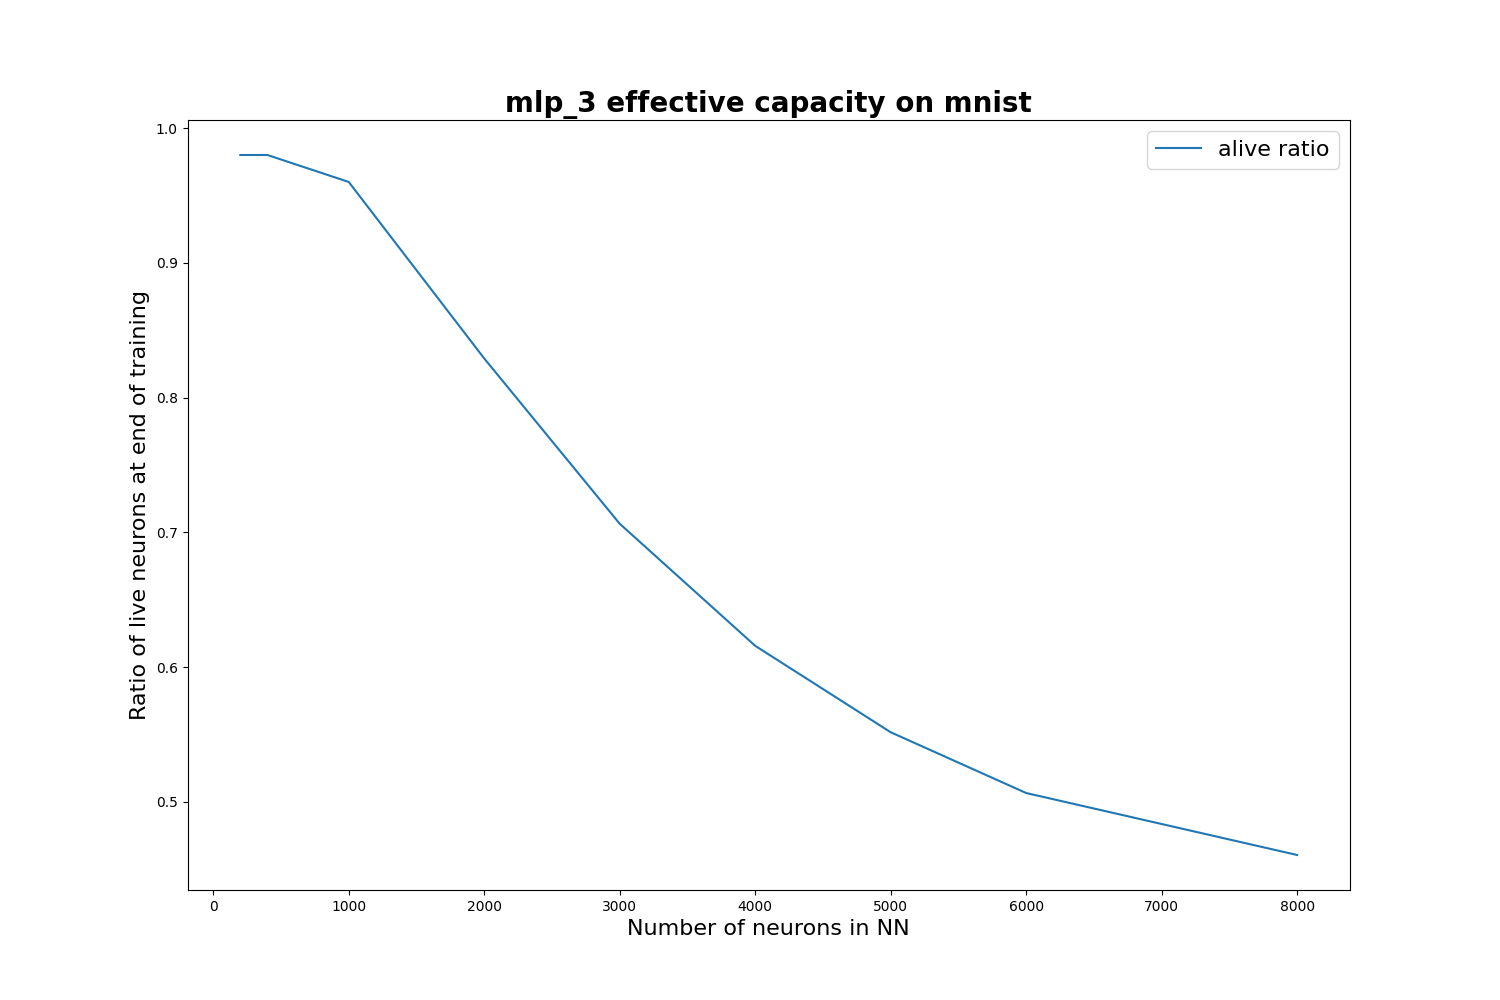 mlp_3 effective capacity on mnist
alive ratio
Ratio of live neurons at end of training
1.0
0.9
0.8
0.7
0.6
0.5
0 1000 2000 3000 4000 5000 6000 7000 8000
Number of neurons in NN